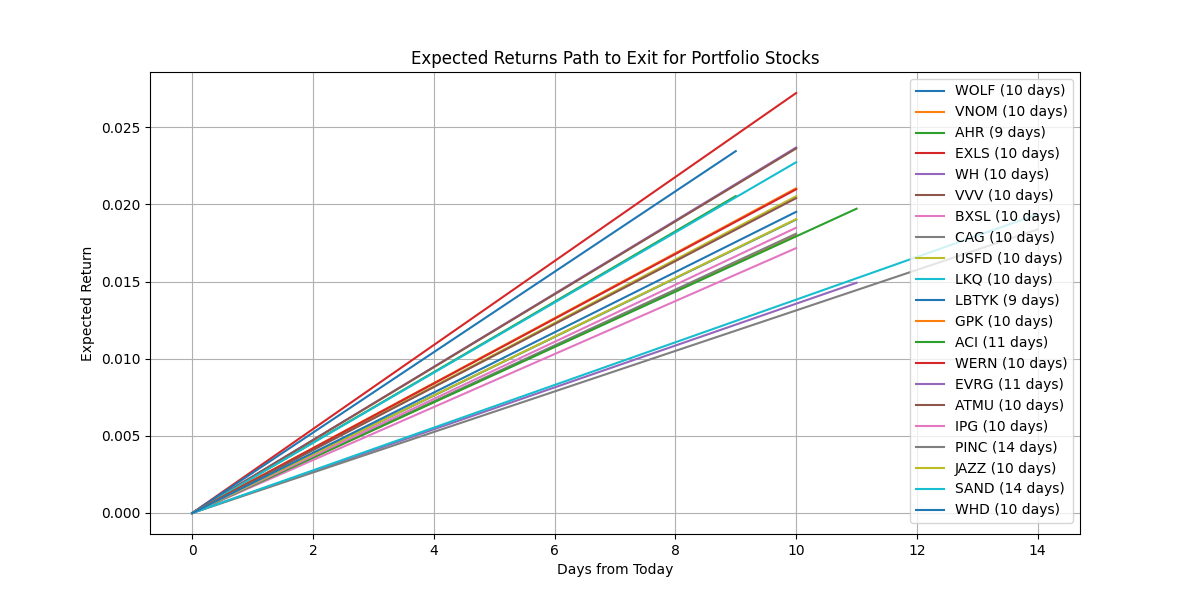 Expected Returns Path to Exit for Portfolio Stocks
Expected Return
0.025
0.020
0.015
0.010
0.005
0.000
0 2 4 6 8 10 12 14
Days from Today
WOLF (10 days)
VNOM (10 days)
AHR (9 days)
EXLS (10 days)
WH (10 days)
VVV (10 days)
BXSL (10 days)
CAG (10 days)
USFD (10 days)
LKQ (10 days)
LBTYK (9 days)
GPK (10 days)
ACI (11 days)
WERN (10 days)
EVRG (11 days)
ATMU (10 days)
IPG (10 days)
PINC (14 days)
JAZZ (10 days)
SAND (14 days)
WHD (10 days)